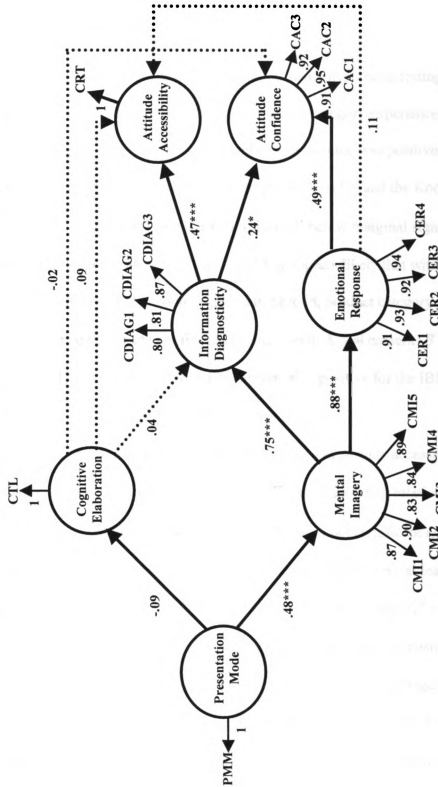 CTL
1
Cognitive
Elaboration
-.02
.09
.04
CRT
1
Attitude
Accessibility
CDIAG1
CDIAG2
CDIAG3
.80
.81
.87
Information
Diagnosticity
.47***
.24*
Attitude
Confidence
CAC3
CAC2
CAC1
.92
.95
.91
-.09
Presentation
Mode
PMM
1
.48***
.75***
.49***
.11
Mental
Imagery
.88***
Emotional
Response
.91
.93
.92
.94
CER1
CER2
CER3
CER4
.87
.90
.83
.84
.89
CMI1
CMI2
CMI4
CMI5